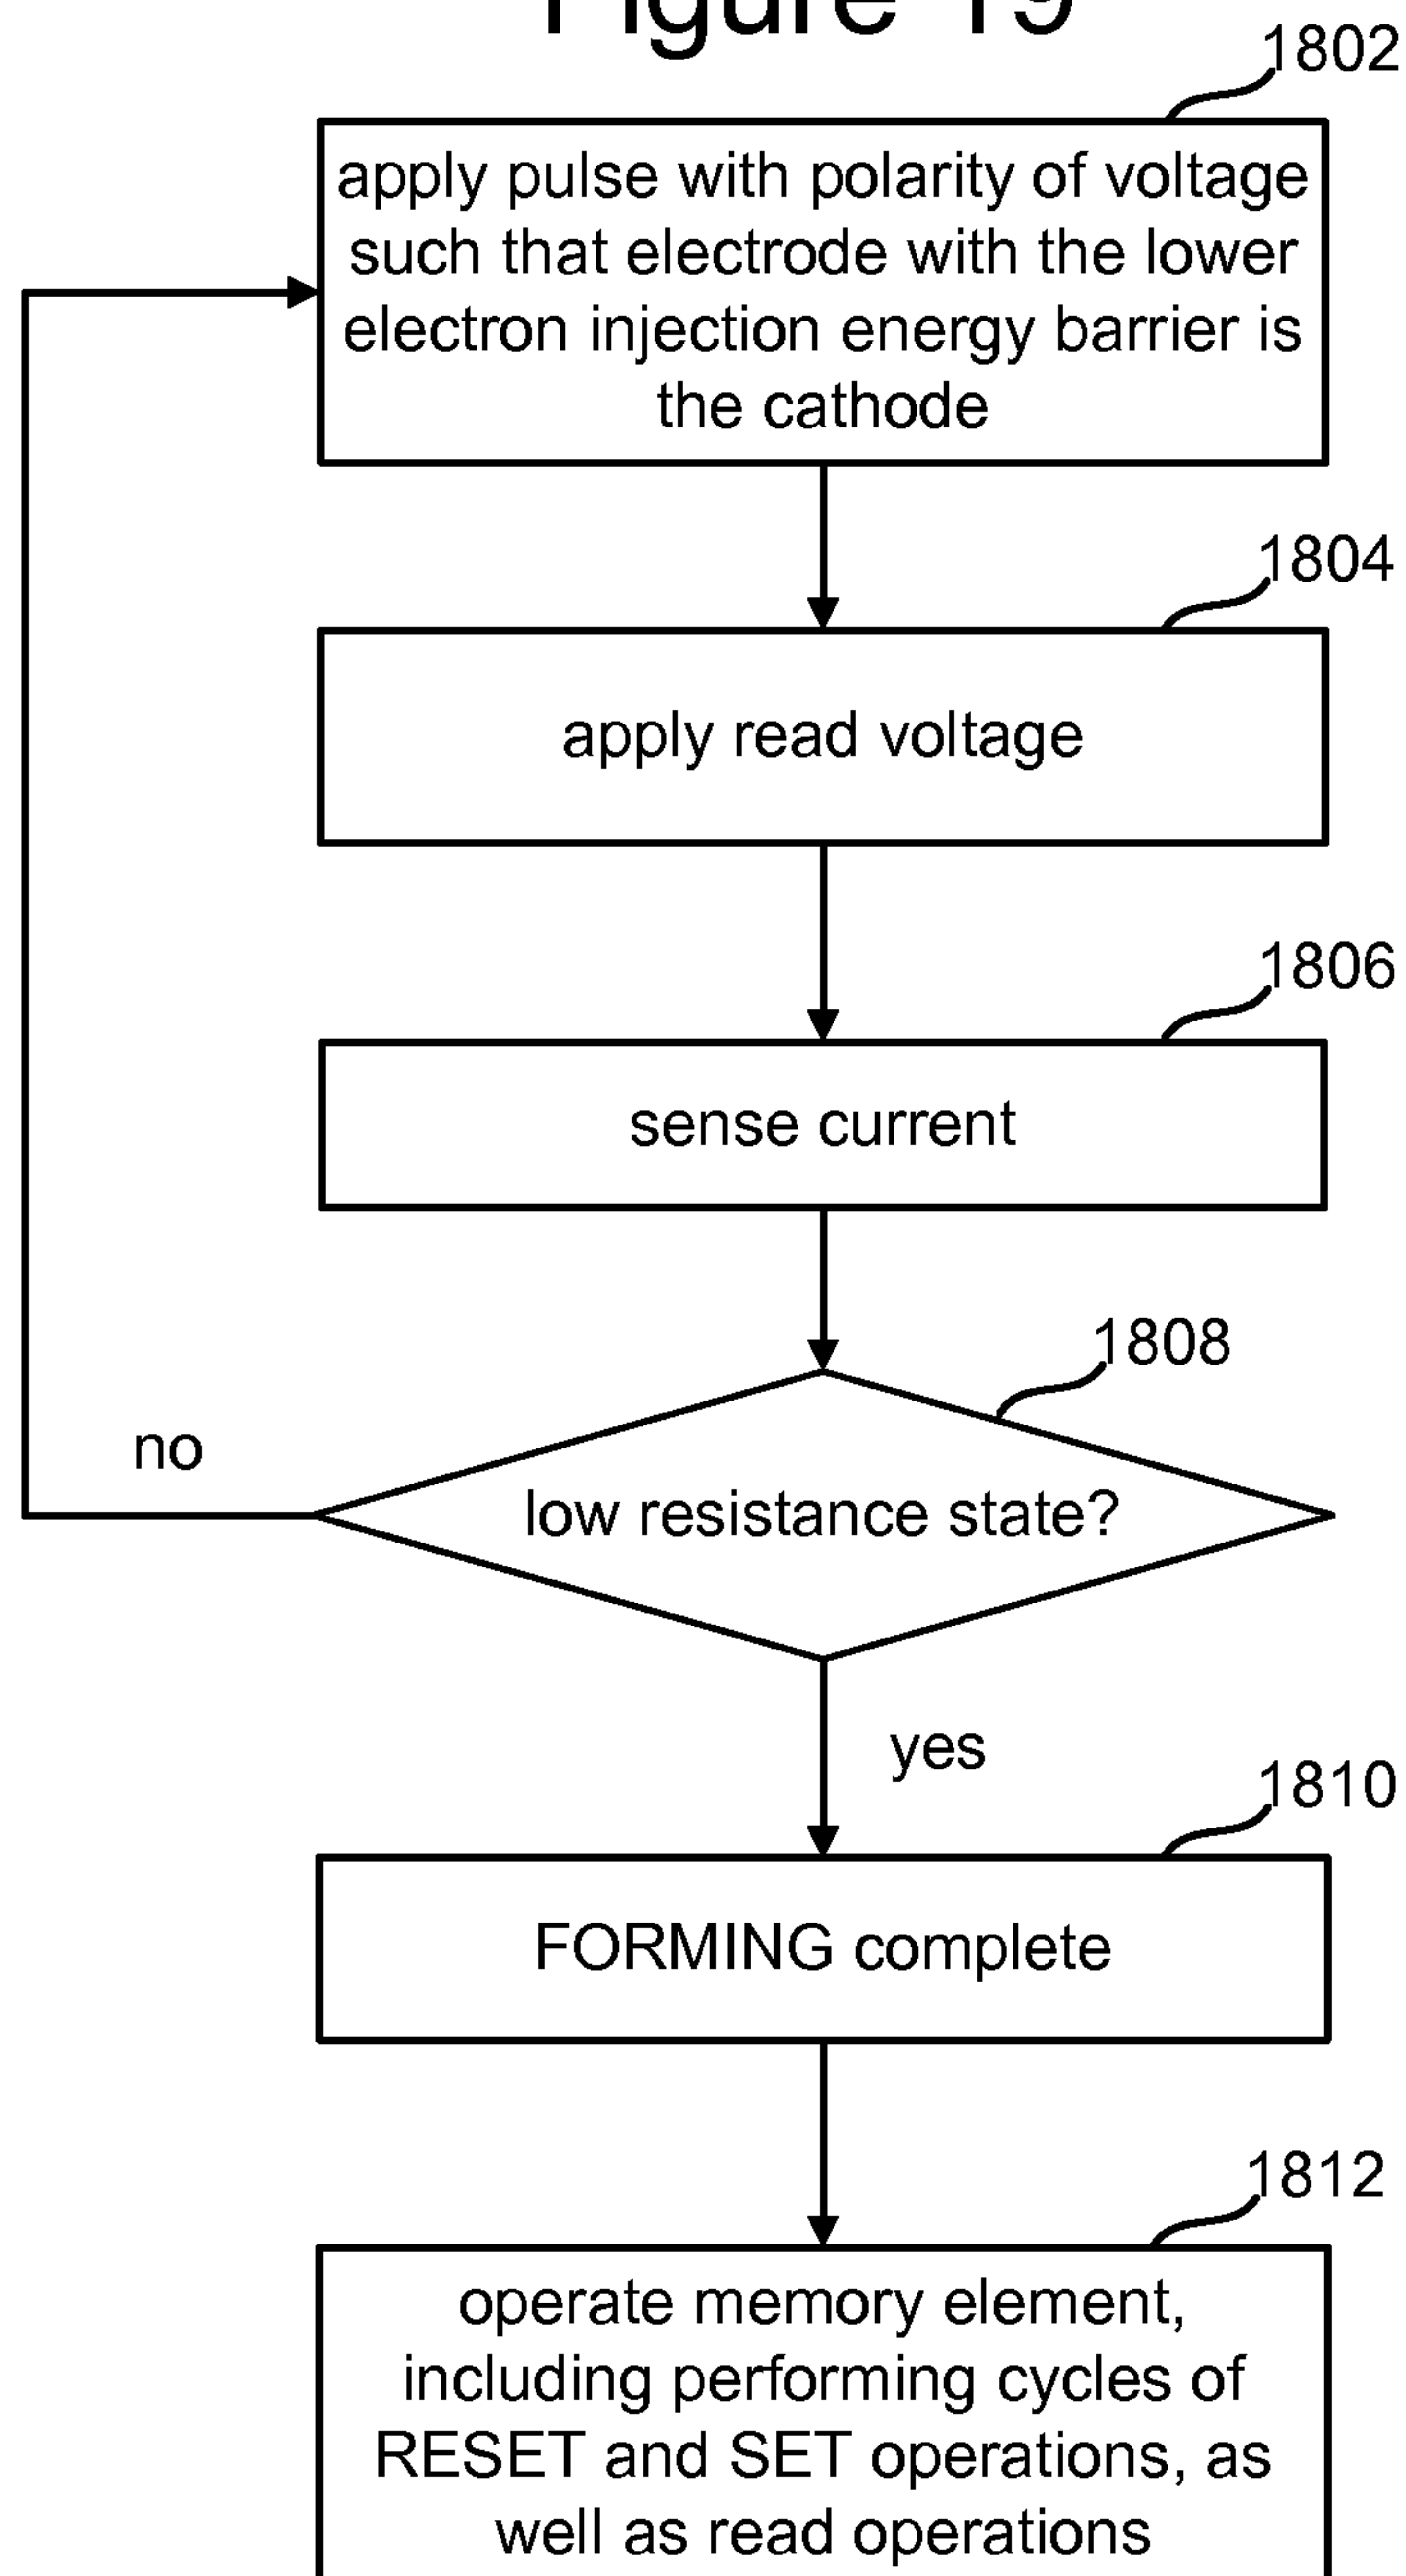 Figure 19
1802
apply pulse with polarity of voltage
such that electrode with the lower
electron injection energy barrier is
the cathode
1804
apply read voltage
1806
sense current
1808
no
low resistance state?
yes
1810
FORMING complete
1812
operate memory element,
including performing cycles of
RESET and SET operations, as
well as read operations